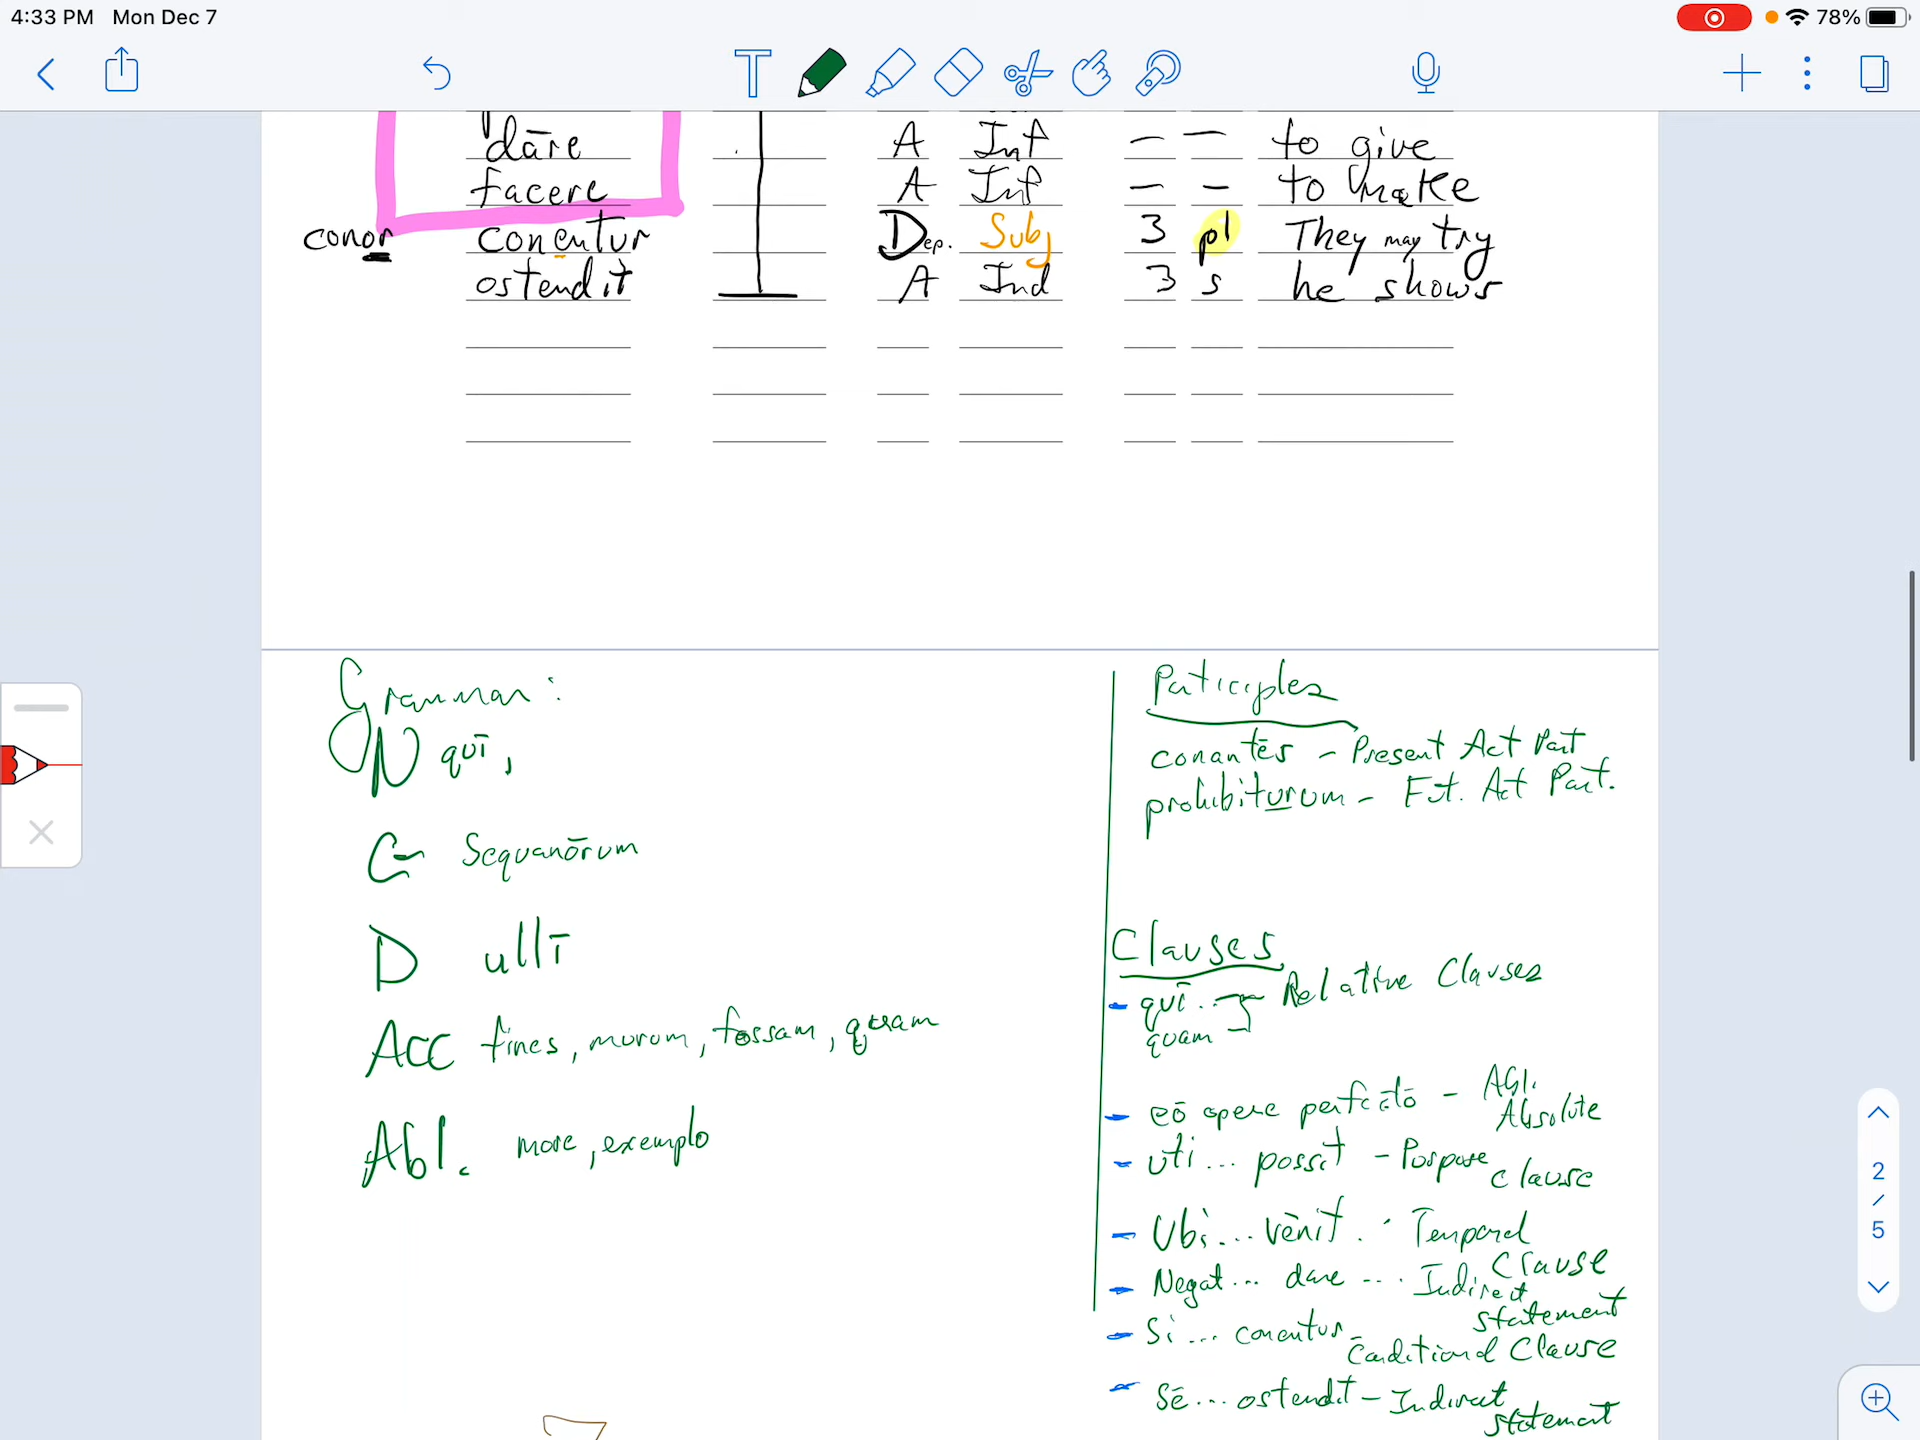 4:33 PM Mon Dec 7
78%
dāre A Inf – – to give
facere A Inf – – to make
conor conentur Dep. Subj 3 pl They may try
ostendit A Ind 3 s he shows
Grammar:
N quī,
G Sequanōrum
D ullī
Acc fines, murum, fossam, quam
Abl. more, exemplo
Participles
conantēs – Present Act Part
prohibiturum – Fut. Act Part.
Clauses
- quī... Relative Clauses
quam
- eō opere perfectō – Abl. Absolute
- uti... possit – Purpose clause
- Ubi... vēnit. Temporal Clause
- Negat... dare ... Indirect statement
- Si... conentur – Conditional Clause
- Sē... ostendit – Indirect statement
2
/
5